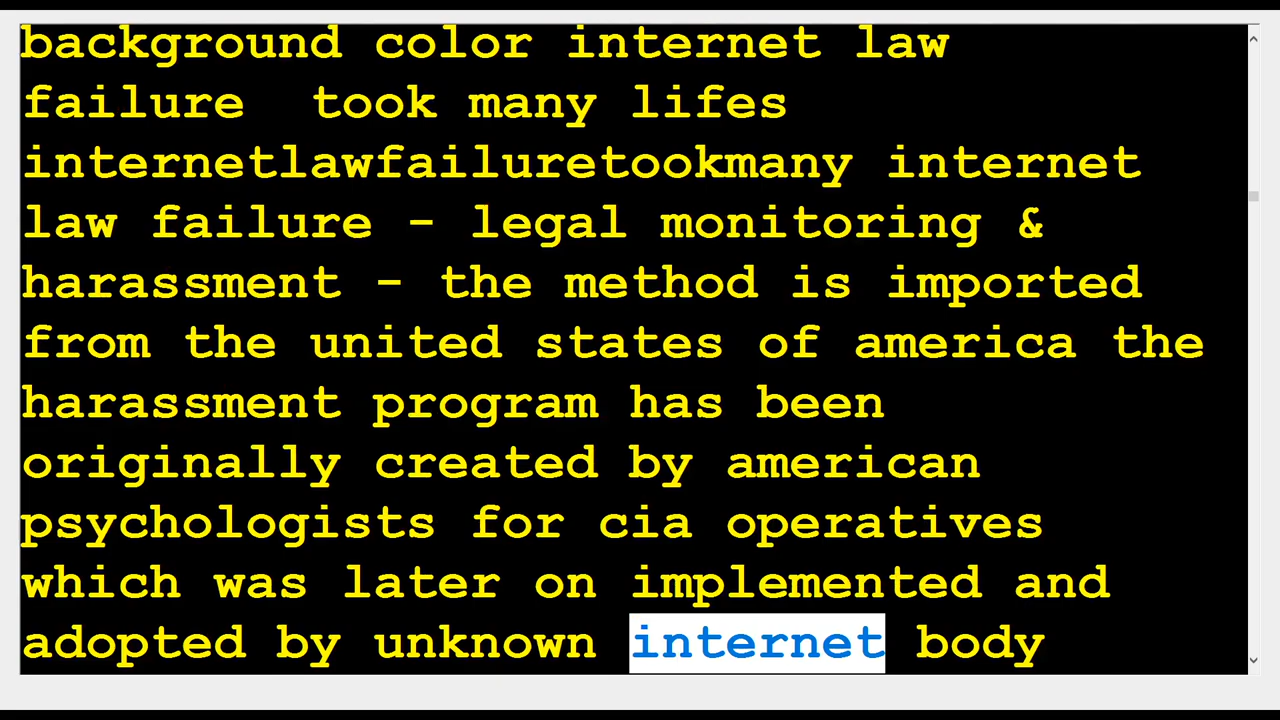 background color internet law
failure  took many lifes
internetlawfailuretookmany internet
law failure - legal monitoring &
harassment - the method is imported
from the united states of america the
harassment program has been
originally created by american
psychologists for cia operatives
which was later on implemented and
adopted by unknown internet body